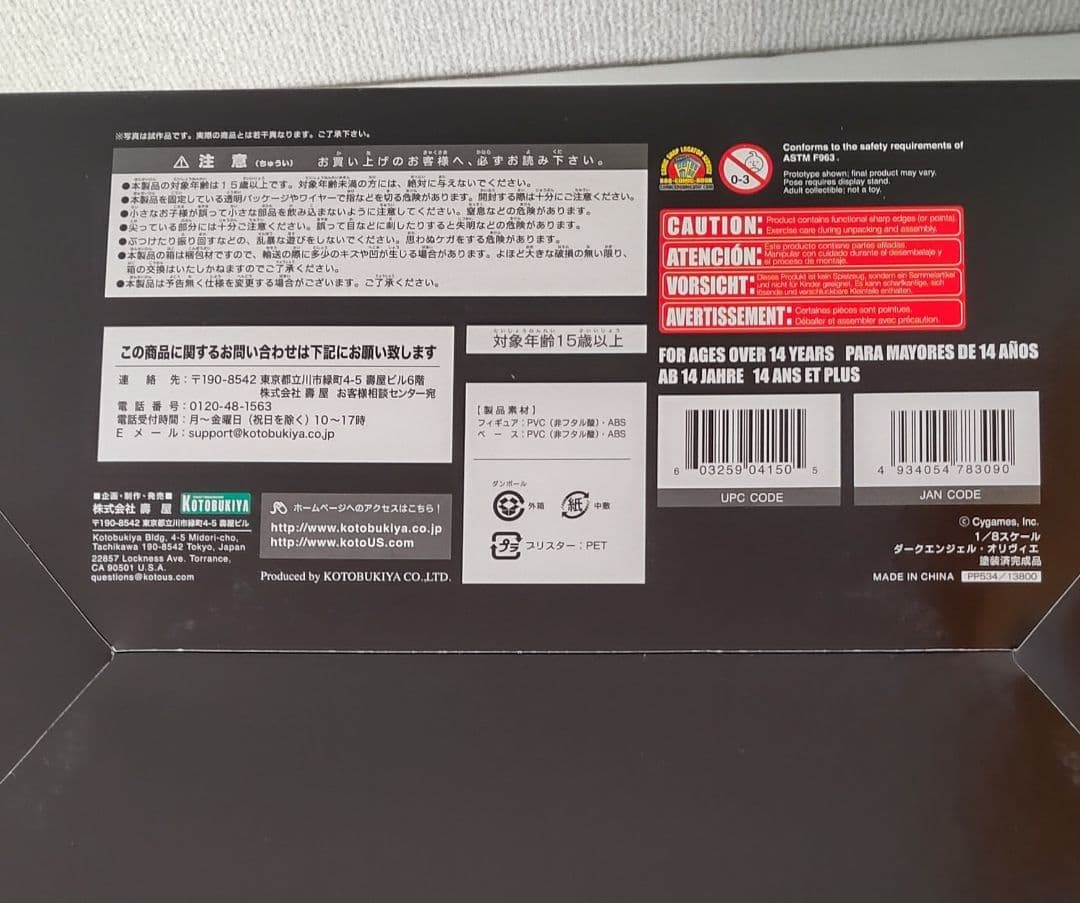 ※写真は試作品です。実際の商品とは若干異なります。ご了承下さい。
⚠ 注 意 (ちゅうい) お買い上げのお客様へ、必ずお読み下さい。
●本製品の対象年齢は15歳以上です。対象年齢未満の方には、絶対に与えないでください。
●本製品を固定している透明パッケージやワイヤーで指などを切る危険があります。開封する際は十分にご注意ください。
●小さなお子様が誤って小さな部品を飲み込まないように注意してください。窒息などの危険があります。
●尖っている部分には十分ご注意ください。誤って目などに刺したりすると失明などの危険があります。
●ぶつけたり振り回すなどの、乱暴な遊びをしないでください。思わぬケガをする危険があります。
●本製品の箱は梱包材ですので、輸送の際に多少のキズや凹が生じる場合があります。よほど大きな破損の無い限り、
箱の交換はいたしかねますのでご了承ください。
●本製品は予告無く仕様を変更する場合がございます。ご了承ください。
この商品に関するお問い合わせは下記にお願い致します
連 絡 先：〒190-8542 東京都立川市緑町4-5 壽屋ビル6階
株式会社 壽 屋 お客様相談センター宛
電 話 番 号：0120-48-1563
電話受付時間：月〜金曜日（祝日を除く）10〜17時
E メ ー ル：support@kotobukiya.co.jp
■企画・制作・発売■
株式会社 壽 屋 KOTOBUKIYA
〒190-8542 東京都立川市緑町4-5 壽屋ビル
Kotobukiya Bldg. 4-5 Midori-cho,
Tachikawa 190-8542 Tokyo, Japan
22857 Lockness Ave. Torrance,
CA 90501 U.S.A.
questions@kotous.com
ホームページへのアクセスはこちら！
http://www.kotobukiya.co.jp
http://www.kotoUS.com
Produced by KOTOBUKIYA CO.,LTD.
対象年齢15歳以上
【製品素材】
フィギュア：PVC（非フタル酸）・ABS
ベ ー ス：PVC（非フタル酸）・ABS
ダンボール
外箱
紙
中敷
プラ
ブリスター：PET
COMIC SHOP LOCATOR SERVICE
888-COMIC-BOOK
0-3
Conforms to the safety requirements of
ASTM F963.
Prototype shown; final product may vary.
Pose requires display stand.
Adult collectible; not a toy.
CAUTION: Product contains functional sharp edges (or points).
Exercise care during unpacking and assembly.
ATENCIÓN: Este producto contiene partes afiladas.
Manipular con cuidado durante el desembalaje y
el proceso de montaje.
VORSICHT: Dieses Produkt ist kein Spielzeug, sondern ein Sammelartikel
und nicht für Kinder geeignet. Es kann scharfkantige, sich
lösende und verschluckbare Kleinteile enthalten.
AVERTISSEMENT: Certaines pièces sont pointues.
Déballer et assembler avec précaution.
FOR AGES OVER 14 YEARS PARA MAYORES DE 14 AÑOS
AB 14 JAHRE 14 ANS ET PLUS
6 03259 04150 5
UPC CODE
4 934054 783090
JAN CODE
© Cygames, Inc.
1/8スケール
ダークエンジェル・オリヴィエ
塗装済完成品
MADE IN CHINA PP534/13800